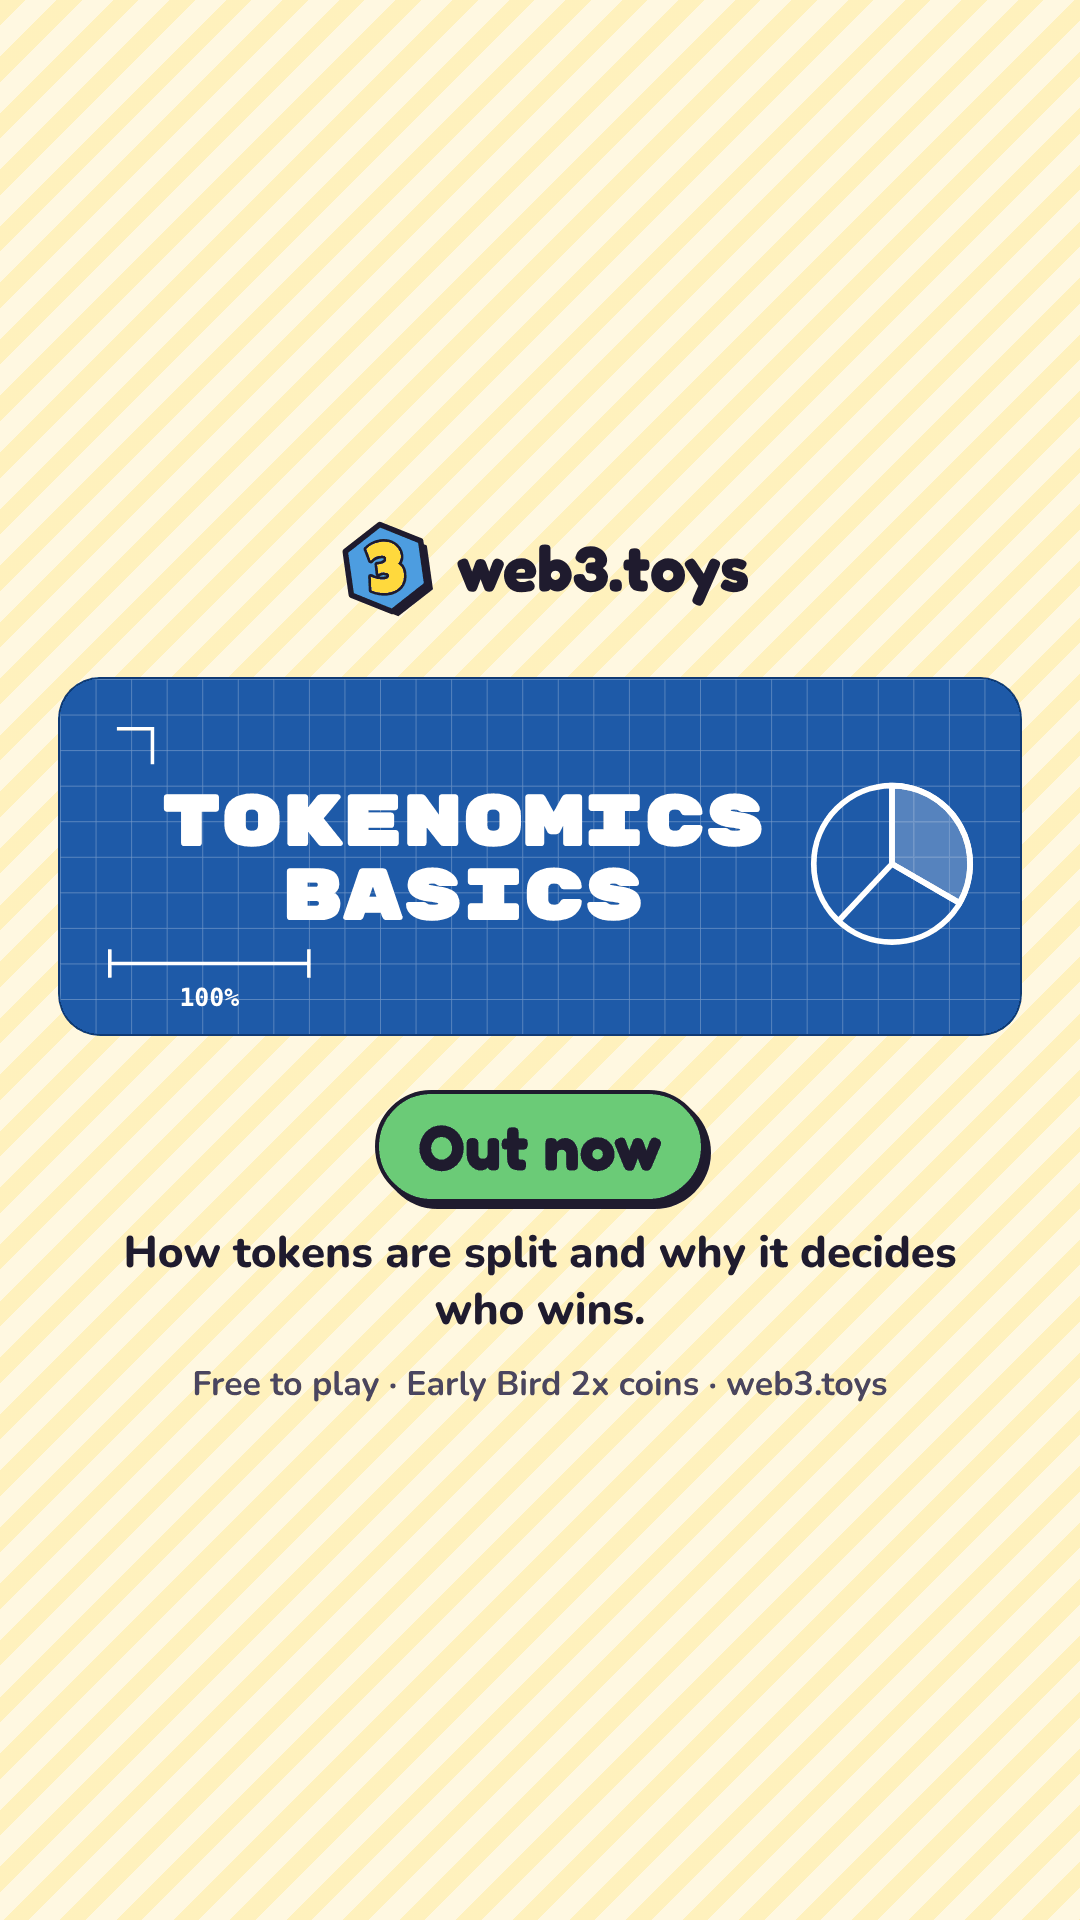 3 web3.toys
TOKENOMICS
BASICS
100%
Out now
How tokens are split and why it decides
who wins.
Free to play · Early Bird 2x coins · web3.toys